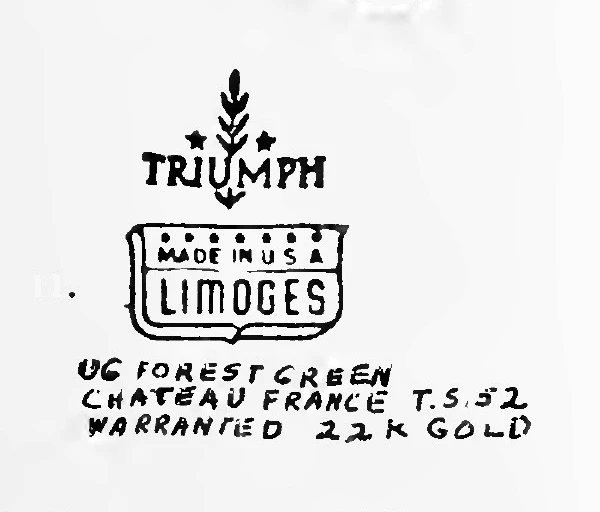 TRIUMPH
MADE IN U S A
LIMOGES
UG FOREST GREEN
CHATEAU FRANCE T.S.52
WARRANTED 22K GOLD